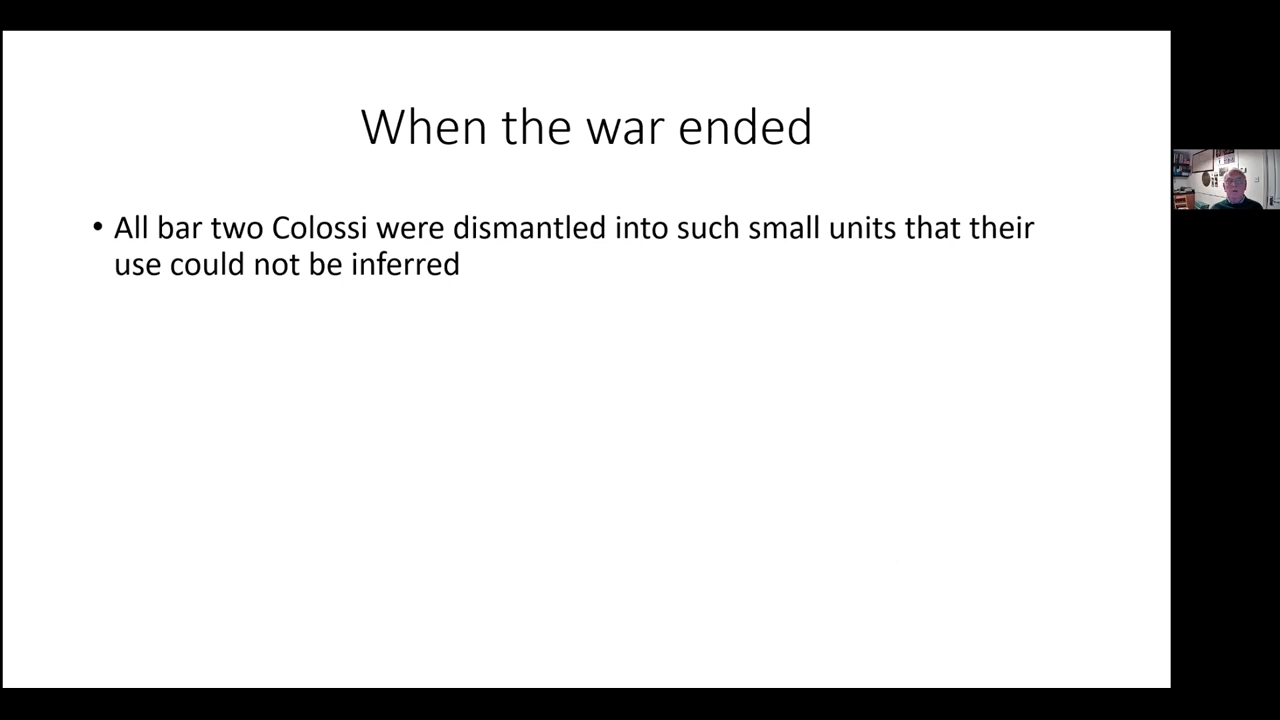 When the war ended
• All bar two Colossi were dismantled into such small units that their
use could not be inferred